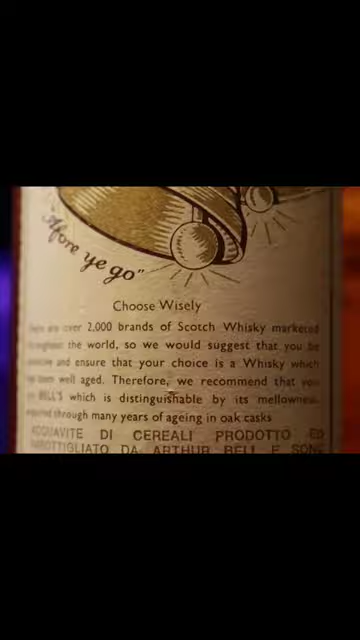 "Afore ye go"
Choose Wisely
are over 2,000 brands of Scotch Whisky marketed
the world, so we would suggest that you be
and ensure that your choice is a Whisky which
been well aged. Therefore, we recommend that you
BELL'S which is distinguishable by its mellowness
through many years of ageing in oak casks
ACQUAVITE DI CEREALI PRODOTTO ED
IMBOTTIGLIATO DA ARTHUR BELL E SONS